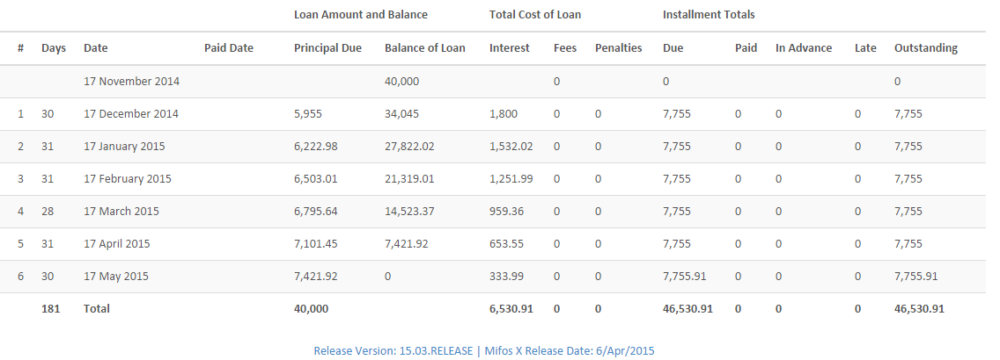 Loan Amount and Balance Total Cost of Loan Installment Totals
# Days Date Paid Date Principal Due Balance of Loan Interest Fees Penalties Due Paid In Advance Late Outstanding
17 November 2014 40,000 0 0 0
1 30 17 December 2014 5,955 34,045 1,800 0 0 7,755 0 0 0 7,755
2 31 17 January 2015 6,222.98 27,822.02 1,532.02 0 0 7,755 0 0 0 7,755
3 31 17 February 2015 6,503.01 21,319.01 1,251.99 0 0 7,755 0 0 0 7,755
4 28 17 March 2015 6,795.64 14,523.37 959.36 0 0 7,755 0 0 0 7,755
5 31 17 April 2015 7,101.45 7,421.92 653.55 0 0 7,755 0 0 0 7,755
6 30 17 May 2015 7,421.92 0 333.99 0 0 7,755.91 0 0 0 7,755.91
181 Total 40,000 6,530.91 0 0 46,530.91 0 0 0 46,530.91
Release Version: 15.03.RELEASE | Mifos X Release Date: 6/Apr/2015